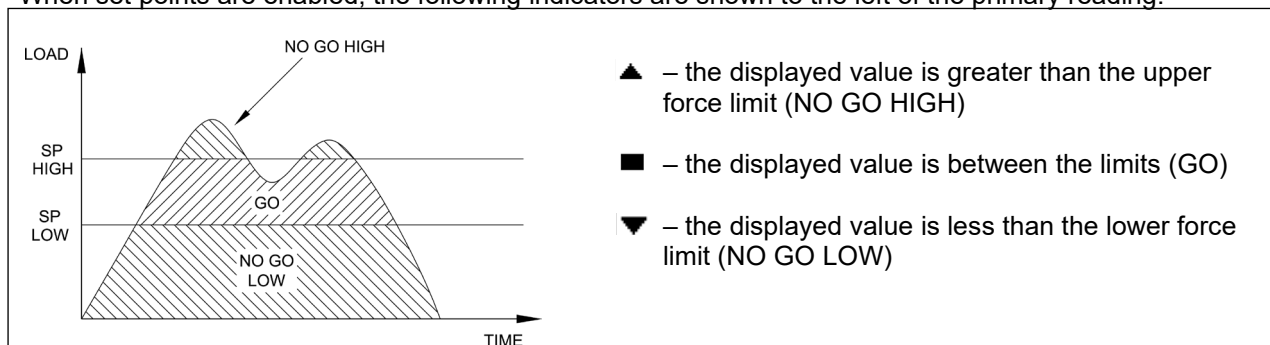 When set points are enabled, the following indicators are shown to the left of the primary reading:
LOAD
NO GO HIGH
SP
HIGH
GO
SP
LOW
NO GO
LOW
TIME
▲ – the displayed value is greater than the upper
force limit (NO GO HIGH)
■ – the displayed value is between the limits (GO)
▼ – the displayed value is less than the lower force
limit (NO GO LOW)